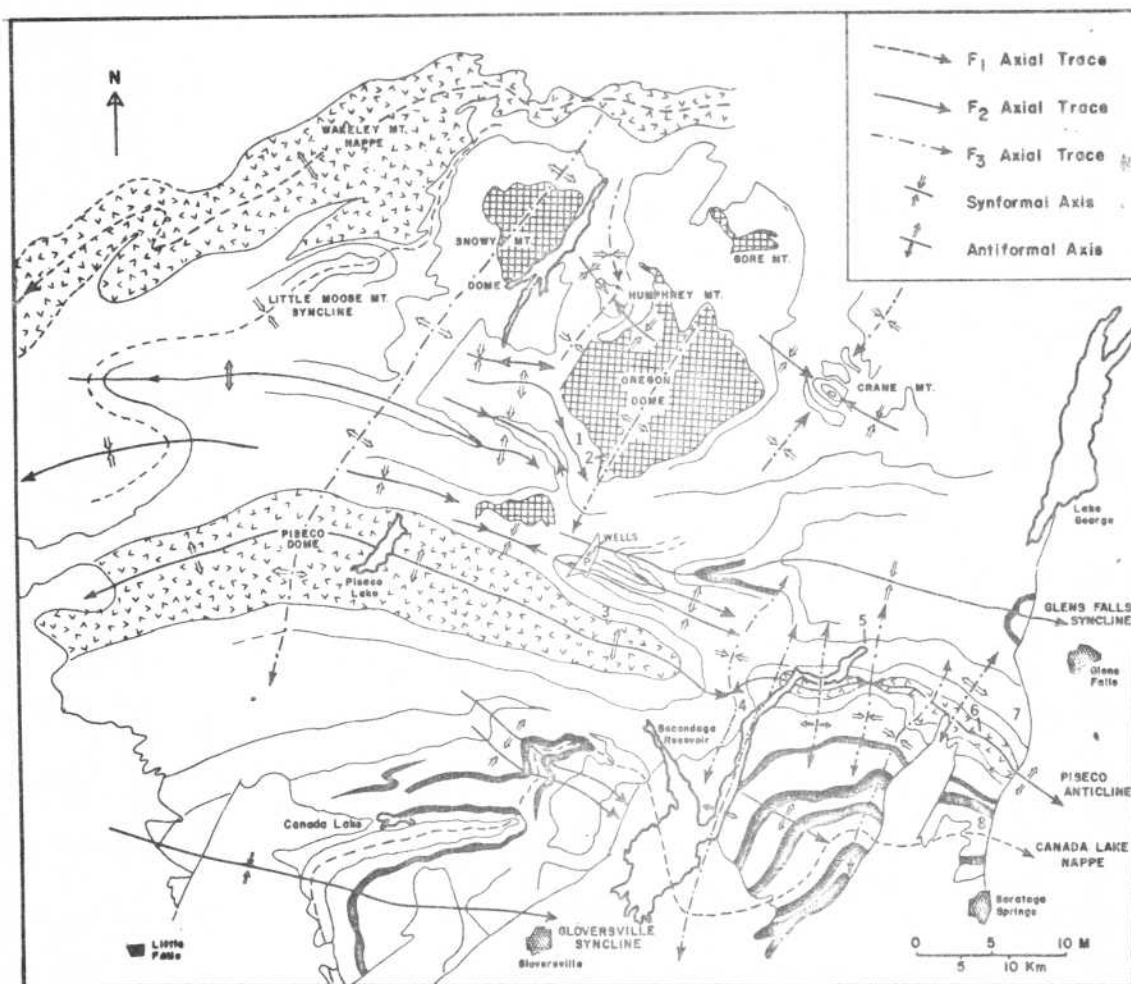 N
F1 Axial Trace
F2 Axial Trace
F3 Axial Trace
Synformal Axis
Antiformal Axis
WAKELEY MT.
NAPPE
SNOWY MT.
DOME
GORE MT.
LITTLE MOOSE MT.
SYNCLINE
HUMPHREY MT.
OREGON
DOME
CRANE MT.
1
2
Lake
George
PISECO
DOME
Piseco
Lake
WELLS
3
GLENS FALLS
SYNCLINE
Glens
Falls
5
4
6
7
Sacandaga
Reservoir
PISECO
ANTICLINE
8
Canada Lake
CANADA LAKE
NAPPE
Saratoga
Springs
Little
Falls
GLOVERSVILLE
SYNCLINE
Gloversville
0 5 10 M
5 10 Km